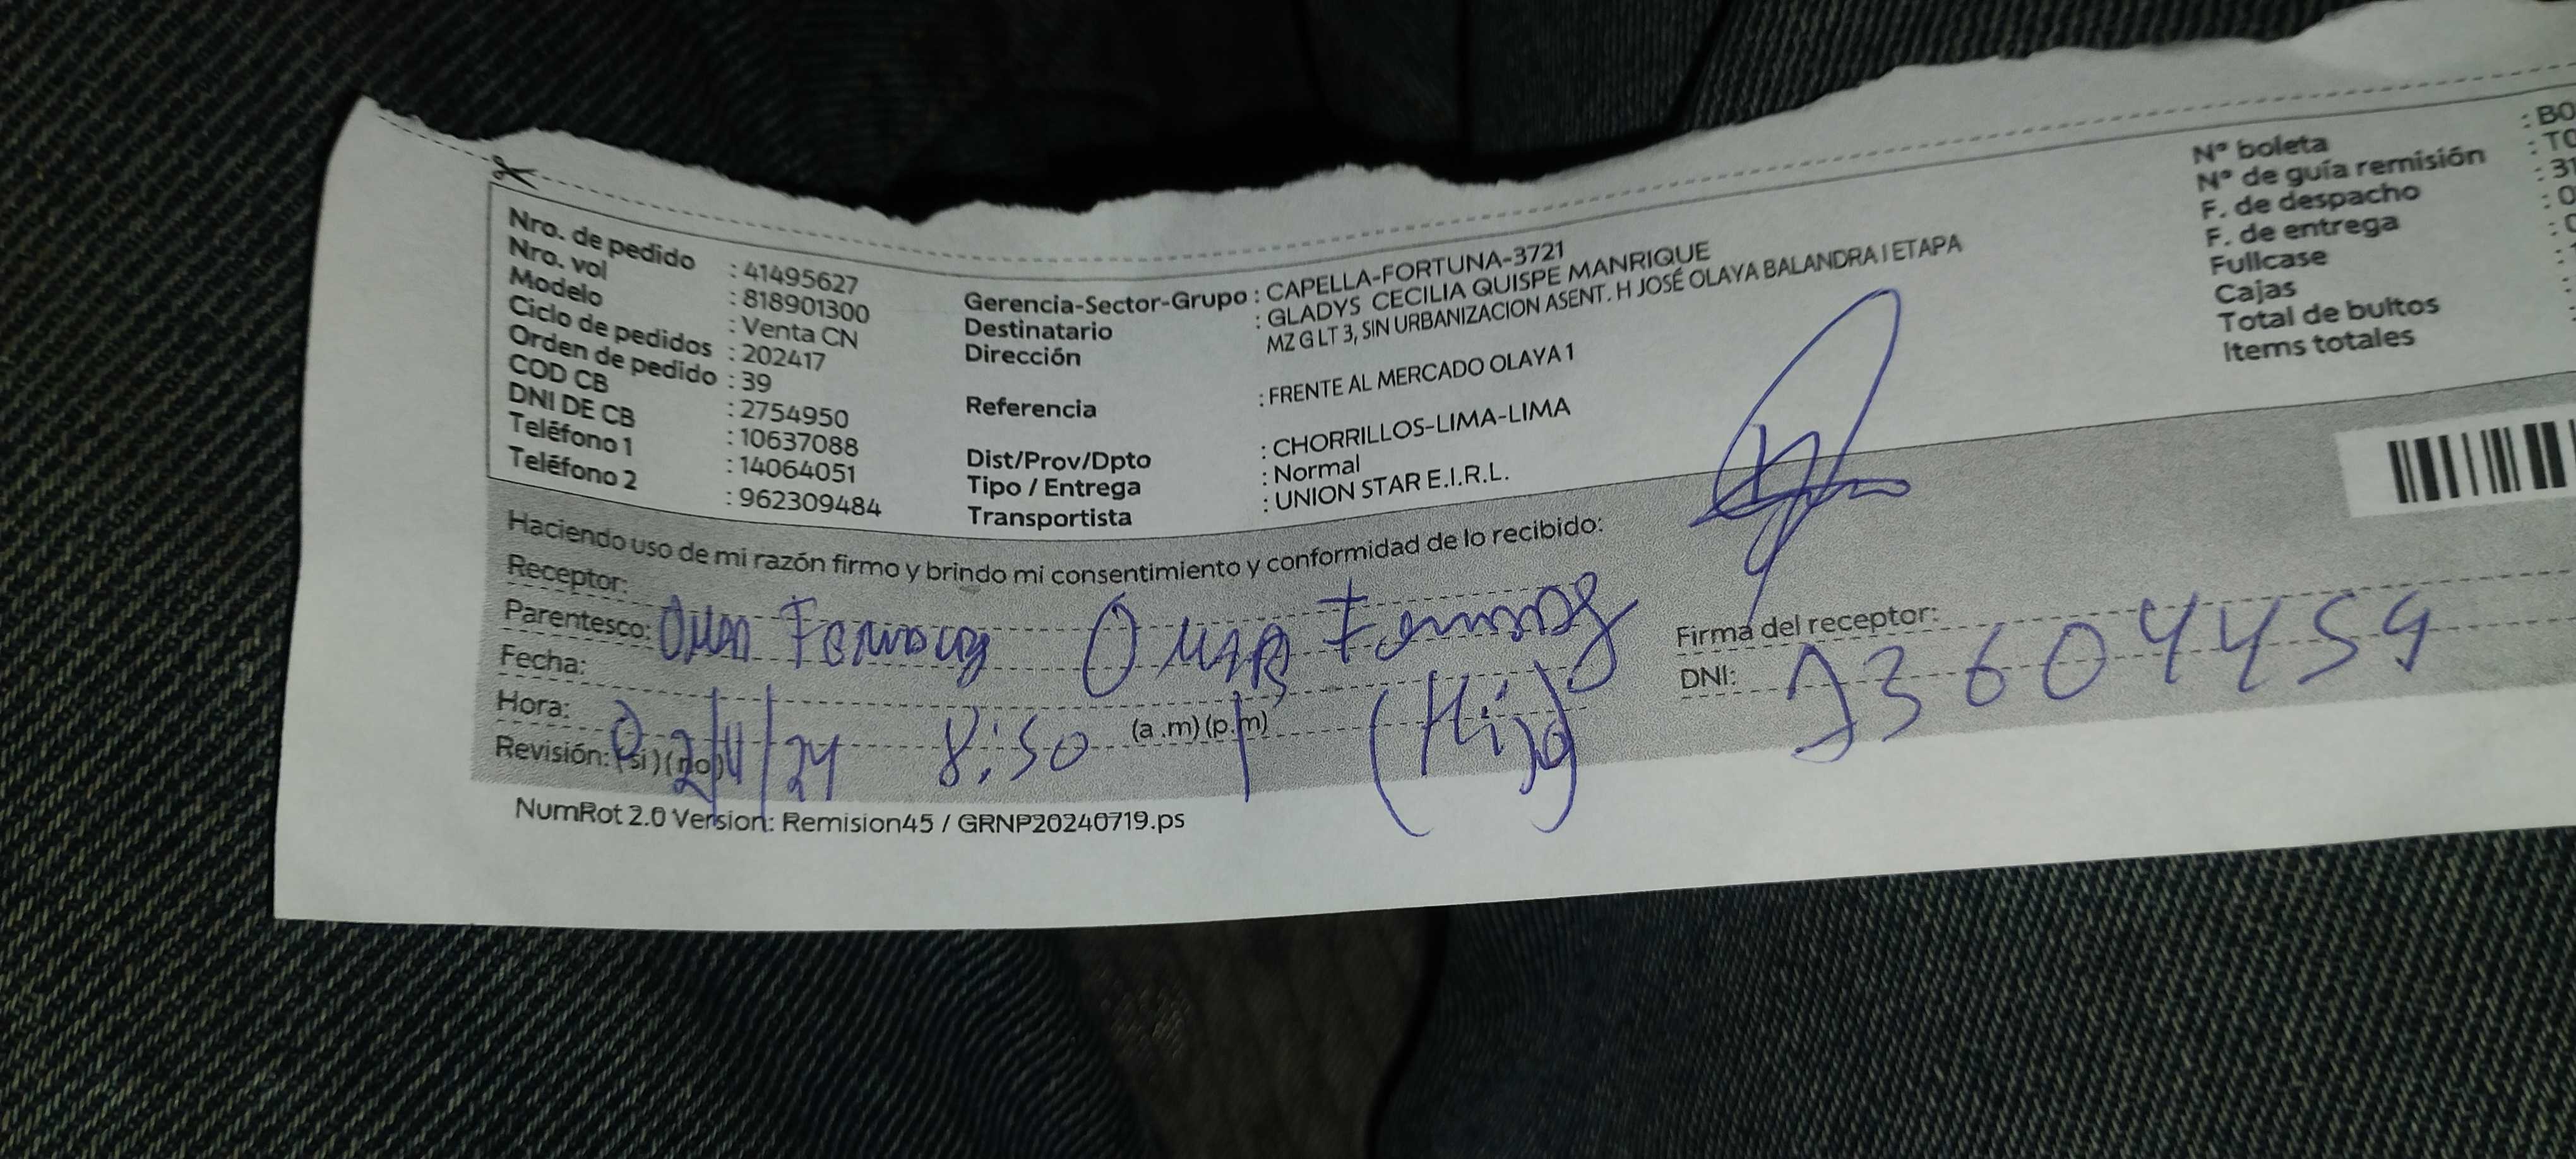 Nro. de pedido : 41495627
Nro. vol : 818901300
Modelo : Venta CN
Ciclo de pedidos : 202417
Orden de pedido : 39
COD CB : 2754950
DNI DE CB : 10637088
Teléfono 1 : 14064051
Teléfono 2 : 962309484
Gerencia-Sector-Grupo : CAPELLA-FORTUNA-3721
Destinatario : GLADYS CECILIA QUISPE MANRIQUE
Dirección : MZ G LT 3, SIN URBANIZACION ASENT. H JOSÉ OLAYA BALANDRA I ETAPA
Referencia : FRENTE AL MERCADO OLAYA 1
Dist/Prov/Dpto : CHORRILLOS-LIMA-LIMA
Tipo / Entrega : Normal
Transportista : UNION STAR E.I.R.L.
N° boleta : BO
N° de guía remisión : T0
F. de despacho : 31
F. de entrega : 0
Fullcase
Cajas
Total de bultos
Items totales
Haciendo uso de mi razón firmo y brindo mi consentimiento y conformidad de lo recibido:
Receptor:
Parentesco:
Fecha:
Hora: 8:50 (a.m) (p.m) (Hijo)
Revisión: (si) (no)
Firma del receptor:
DNI: 73604459
NumRot 2.0 Version: Remision45 / GRNP20240719.ps